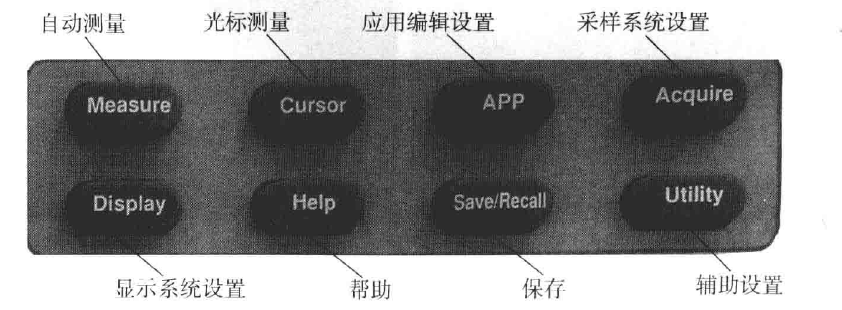 自动测量 光标测量 应用编辑设置 采样系统设置
Measure Cursor APP Acquire
Display Help Save/Recall Utility
显示系统设置 帮助 保存 辅助设置